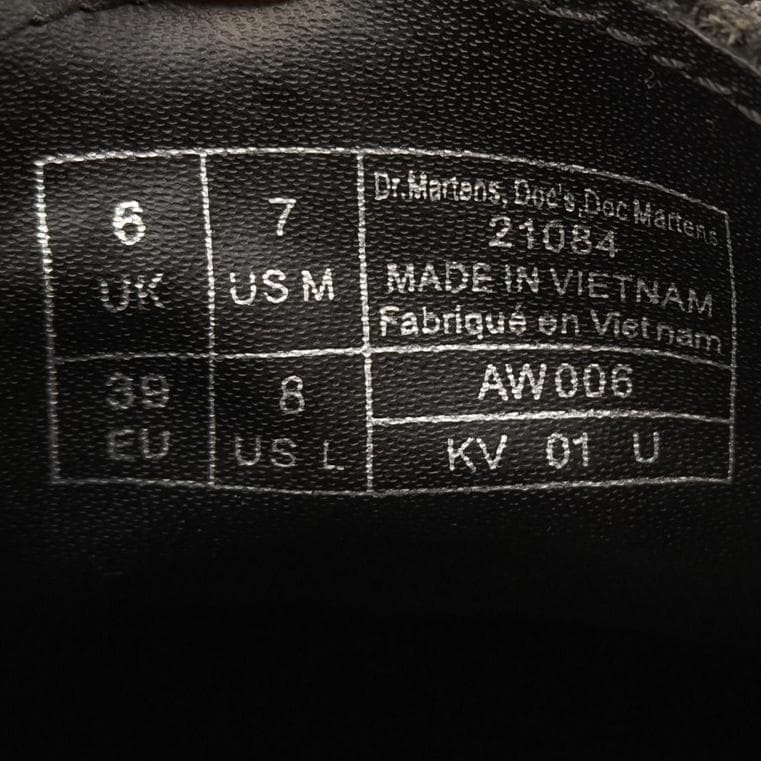 6
UK
7
US M
39
EU
8
US L
Dr.Martens, Doc's, Doc Martens
21084
MADE IN VIETNAM
Fabriqué en Vietnam
AW006
KV 01 U